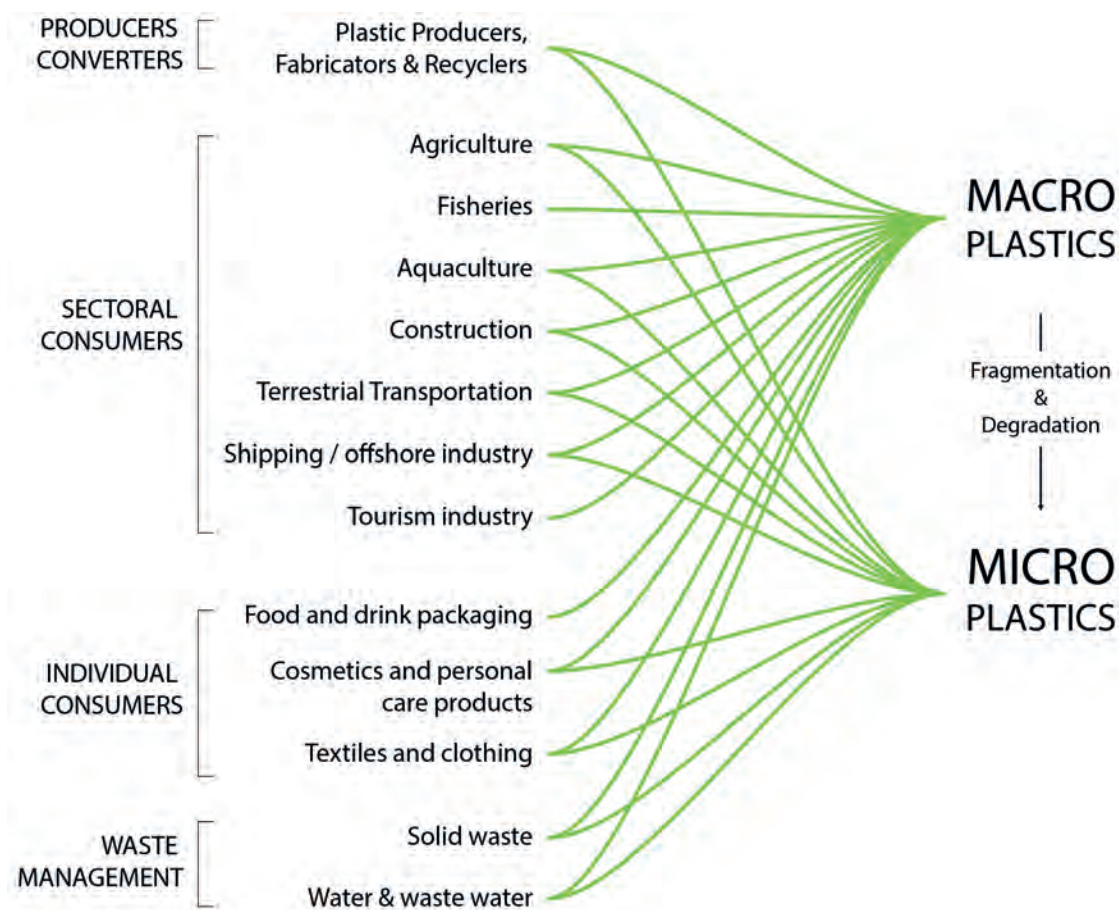 PRODUCERS
CONVERTERS
Plastic Producers,
Fabricators & Recyclers
SECTORAL
CONSUMERS
Agriculture
Fisheries
Aquaculture
Construction
Terrestrial Transportation
Shipping / offshore industry
Tourism industry
INDIVIDUAL
CONSUMERS
Food and drink packaging
Cosmetics and personal
care products
Textiles and clothing
WASTE
MANAGEMENT
Solid waste
Water & waste water
MACRO
PLASTICS
Fragmentation
&
Degradation
MICRO
PLASTICS